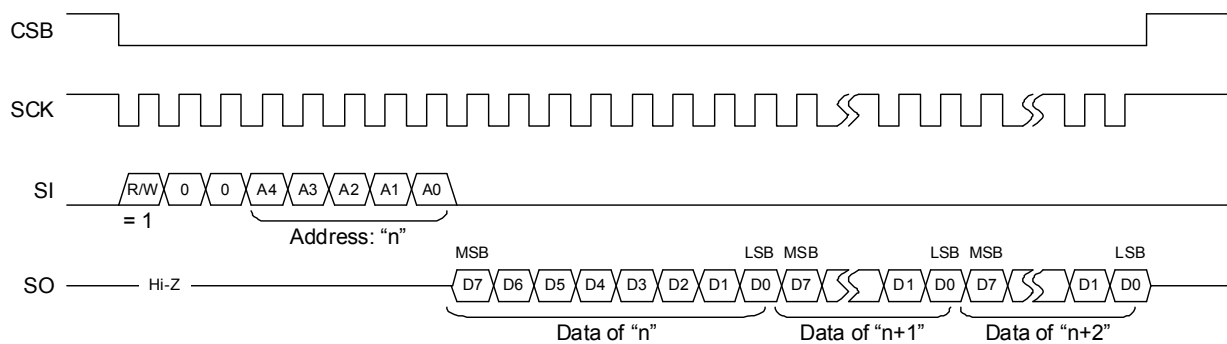 CSB
SCK
SI R/W 0 0 A4 A3 A2 A1 A0
= 1
Address: “n”
MSB LSB MSB LSB MSB LSB
SO Hi-Z D7 D6 D5 D4 D3 D2 D1 D0 D7 D1 D0 D7 D1 D0
Data of “n” Data of “n+1” Data of “n+2”